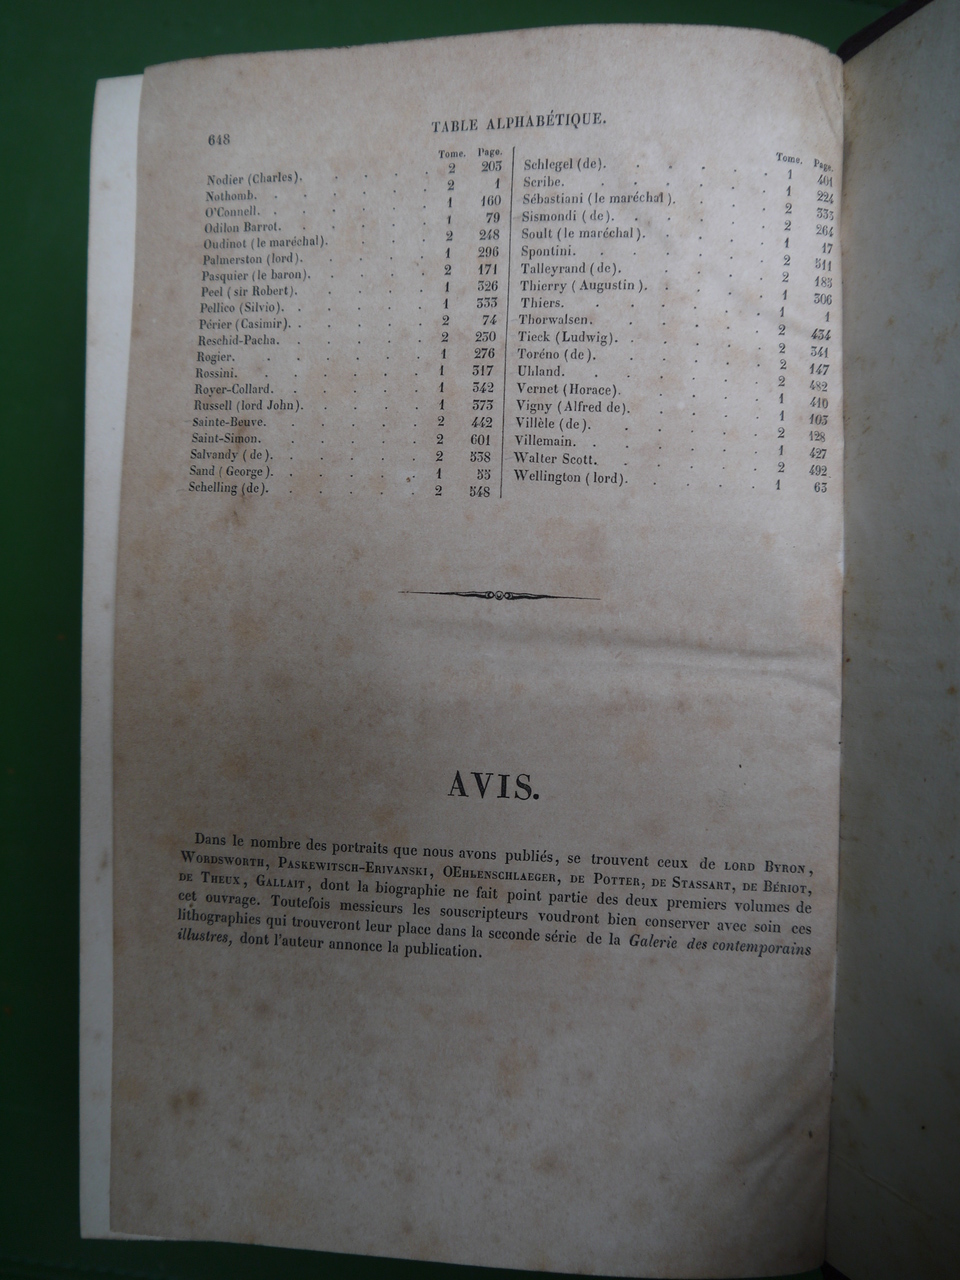 648
TABLE ALPHABÉTIQUE.
Tome. Page.
Nodier (Charles). 2 203
Nothomb. 2 1
O'Connell. 1 160
Odilon Barrot. 1 79
Oudinot (le maréchal). 2 248
Palmerston (lord). 1 296
Pasquier (le baron). 2 171
Peel (sir Robert). 1 326
Pellico (Silvio). 1 333
Périer (Casimir). 2 74
Reschid-Pacha. 2 230
Rogier. 1 276
Rossini. 1 317
Royer-Collard. 1 342
Russell (lord John). 1 373
Sainte-Beuve. 2 442
Saint-Simon. 2 601
Salvandy (de). 2 538
Sand (George). 1 55
Schelling (de). 2 548
Tome. Page.
Schlegel (de). 1 401
Scribe. 1 224
Sébastiani (le maréchal). 2 335
Sismondi (de). 2 264
Soult (le maréchal). 1 17
Spontini. 2 511
Talleyrand (de). 2 183
Thierry (Augustin). 1 306
Thiers. 1 1
Thorwalsen. 2 434
Tieck (Ludwig). 2 341
Toréno (de). 2 147
Uhland. 2 482
Vernet (Horace). 1 410
Vigny (Alfred de). 1 103
Villèle (de). 2 128
Villemain. 1 427
Walter Scott. 2 492
Wellington (lord). 1 63
AVIS.
Dans le nombre des portraits que nous avons publiés, se trouvent ceux de LORD BYRON,
WORDSWORTH, PASKEWITSCH-ERIVANSKI, OEHLENSCHLAEGER, DE POTTER, DE STASSART, DE BÉRIOT,
DE THEUX, GALLAIT, dont la biographie ne fait point partie des deux premiers volumes de
cet ouvrage. Toutefois messieurs les souscripteurs voudront bien conserver avec soin ces
lithographies qui trouveront leur place dans la seconde série de la Galerie des contemporains
illustres, dont l'auteur annonce la publication.